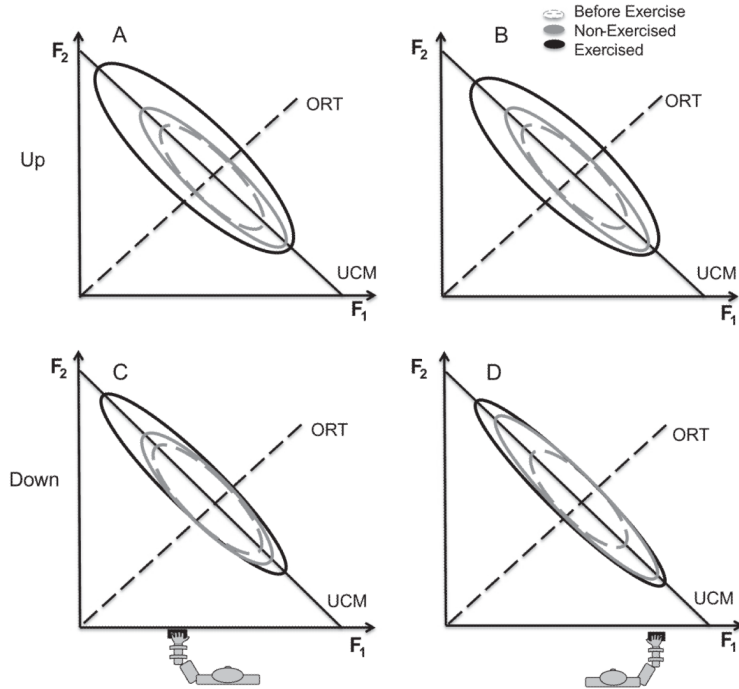 Before Exercise
Non-Exercised
Exercised
A
F2
ORT
Up
UCM
F1
B
F2
ORT
UCM
F1
C
F2
ORT
Down
UCM
F1
D
F2
ORT
UCM
F1